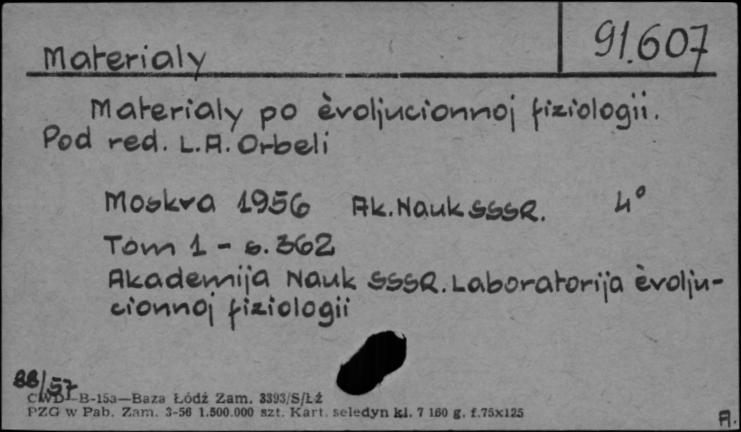 Materialy 91.607
Materialy po èvoljucionnoj fiziologii.
Pod red. L.A. Orbeli
Moskva 1956 Ak. Nauk SSSR. 4°
Tom 1 - s. 362
Akademija Nauk SSSR. Laboratorija èvolju-
cionnoj fiziologii
88/57
CWD-B-15a—Baza Łódź Zam. 3393/S/ŁŹ
PZG w Pab. Zam. 3-56 1.500.000 szt. Kart. seledyn kl. 7 160 g. f.75x125
A.